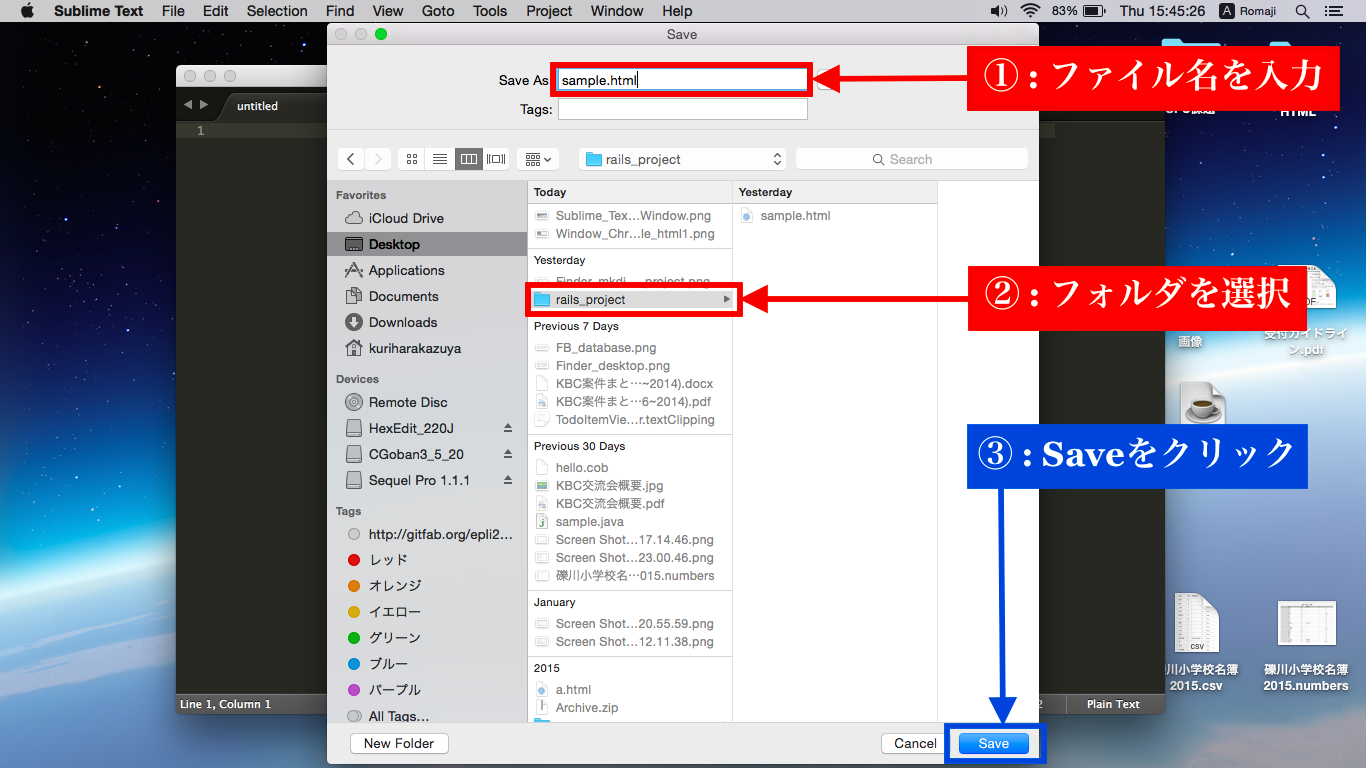 Sublime Text File Edit Selection Find View Goto Tools Project Window Help 83% Thu 15:45:26 A Romaji
Save
Save As: sample.html
① : ファイル名を入力
Tags:
HTML
untitled
1
rails_project
Search
Favorites
iCloud Drive
Desktop
Applications
Documents
Downloads
kuriharakazuya
Devices
Remote Disc
HexEdit_220J
CGoban3_5_20
Sequel Pro 1.1.1
Tags
http://gitfab.org/epli2…
レッド
オレンジ
イエロー
グリーン
ブルー
パープル
All Tags…
Today
Sublime_Tex…Window.png
Window_Chr…le_html1.png
Yesterday
Finder_mkdi…_project.png
rails_project
Previous 7 Days
FB_database.png
Finder_desktop.png
KBC案件まと…~2014).docx
KBC案件まと…6~2014).pdf
TodoItemVie…r.textClipping
Previous 30 Days
hello.cob
KBC交流会概要.jpg
KBC交流会概要.pdf
sample.java
Screen Shot…17.14.46.png
Screen Shot…23.00.46.png
礫川小学校名…015.numbers
January
Screen Shot…20.55.59.png
Screen Shot…12.11.38.png
2015
a.html
Archive.zip
Yesterday
sample.html
② : フォルダを選択
画像
受付ガイドライ
ン.pdf
③ : Saveをクリック
CSV
川小学校名簿
2015.csv
礫川小学校名簿
2015.numbers
Line 1, Column 1
Plain Text
New Folder
Cancel
Save